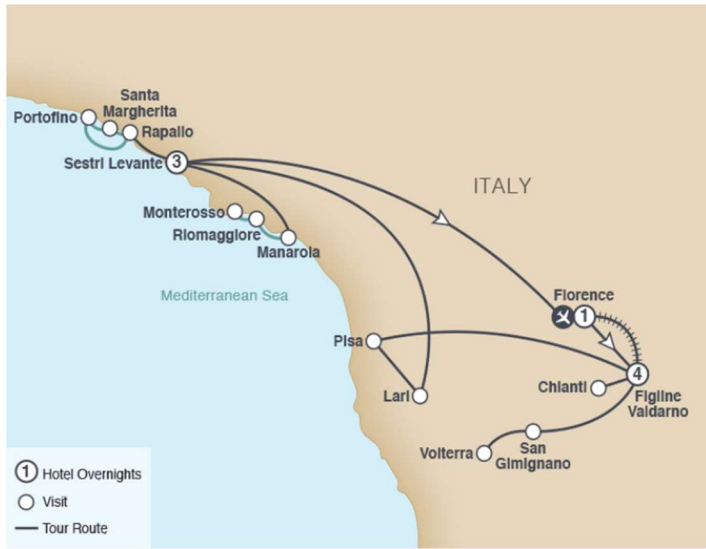 Santa
Margherita
Portofino
Rapallo
Sestri Levante 3
ITALY
Monterosso
Riomaggiore
Manarola
Mediterranean Sea
Florence
1
Pisa
4
Chianti
Lari
Figline
Valdarno
Volterra
San
Gimignano
1 Hotel Overnights
Visit
Tour Route